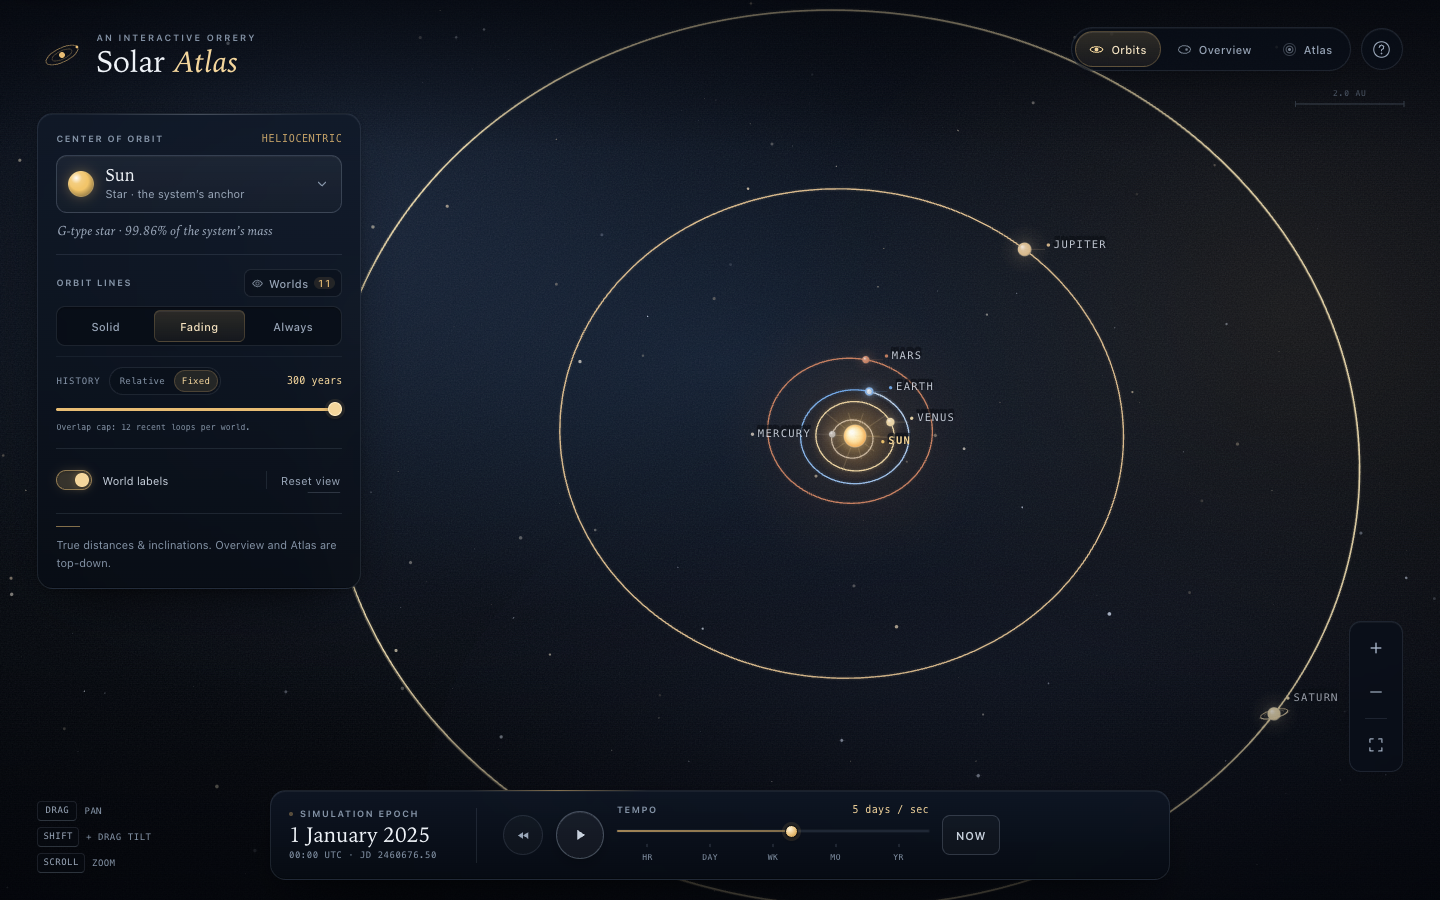 AN INTERACTIVE ORRERY
Solar Atlas
Orbits
Overview
Atlas
?
2.0 AU
CENTER OF ORBIT
HELIOCENTRIC
Sun
Star · the system's anchor
G-type star · 99.86% of the system's mass
ORBIT LINES
Worlds 11
Solid
Fading
Always
HISTORY
Relative
Fixed
300 years
Overlap cap: 12 recent loops per world.
World labels
Reset view
True distances & inclinations. Overview and Atlas are
top-down.
JUPITER
MARS
EARTH
VENUS
MERCURY
SUN
SATURN
+
−
DRAG PAN
SHIFT + DRAG TILT
SCROLL ZOOM
SIMULATION EPOCH
1 January 2025
00:00 UTC · JD 2460676.50
TEMPO
5 days / sec
HR
DAY
WK
MO
YR
NOW